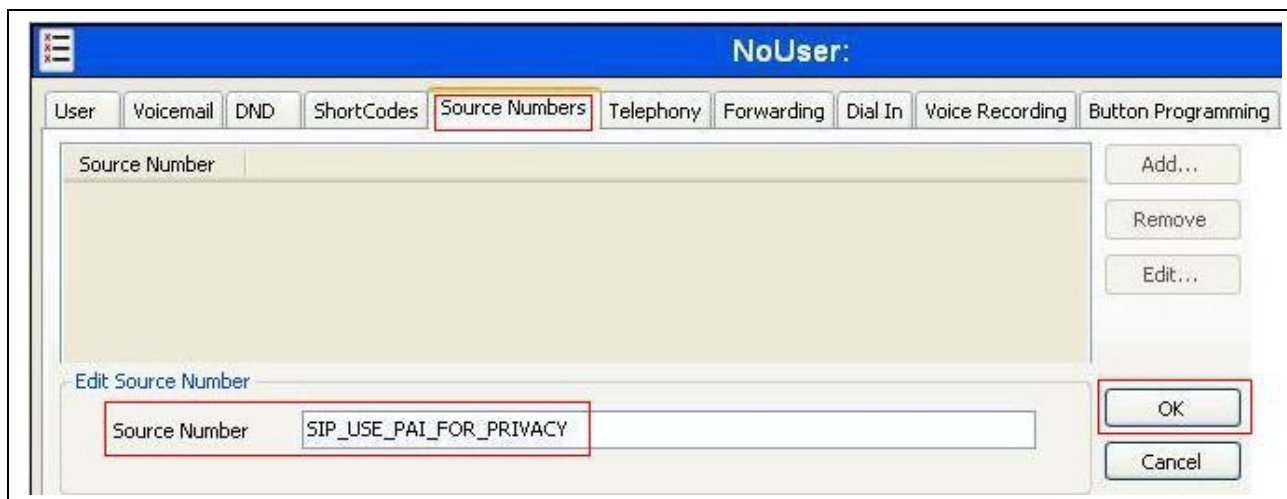 NoUser:
User Voicemail DND ShortCodes Source Numbers Telephony Forwarding Dial In Voice Recording Button Programming
Source Number
Add...
Remove
Edit...
Edit Source Number
Source Number SIP_USE_PAI_FOR_PRIVACY
OK
Cancel